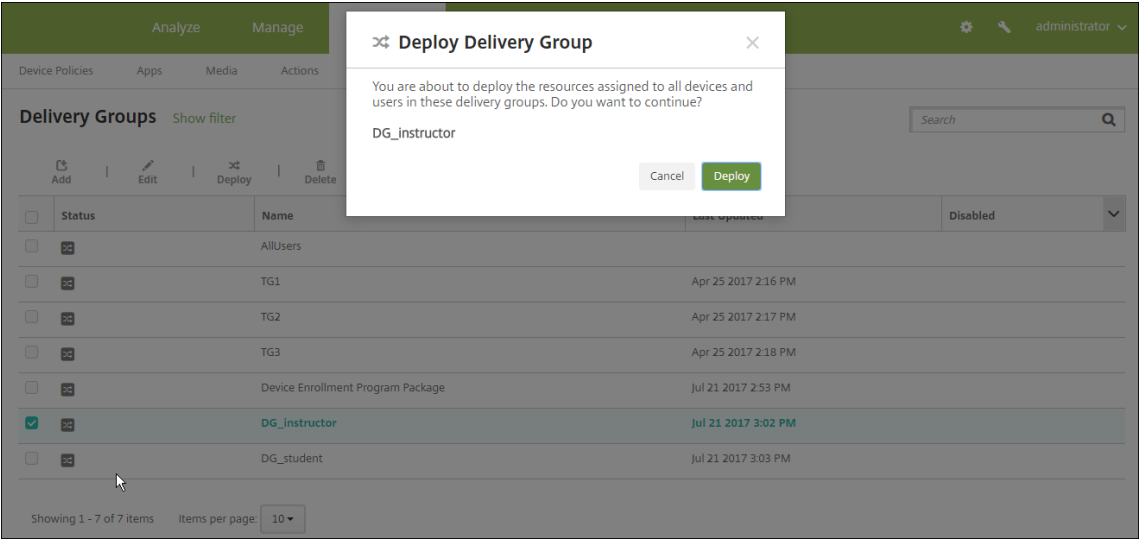 Analyze Manage administrator
Deploy Delivery Group
Device Policies Apps Media Actions
You are about to deploy the resources assigned to all devices and
users in these delivery groups. Do you want to continue?
DG_instructor
Cancel Deploy
Delivery Groups Show filter Search
Add | Edit | Deploy | Delete
Status Name Last Updated Disabled
AllUsers
TG1 Apr 25 2017 2:16 PM
TG2 Apr 25 2017 2:17 PM
TG3 Apr 25 2017 2:18 PM
Device Enrollment Program Package Jul 21 2017 2:53 PM
DG_instructor Jul 21 2017 3:02 PM
DG_student Jul 21 2017 3:03 PM
Showing 1 - 7 of 7 items Items per page: 10